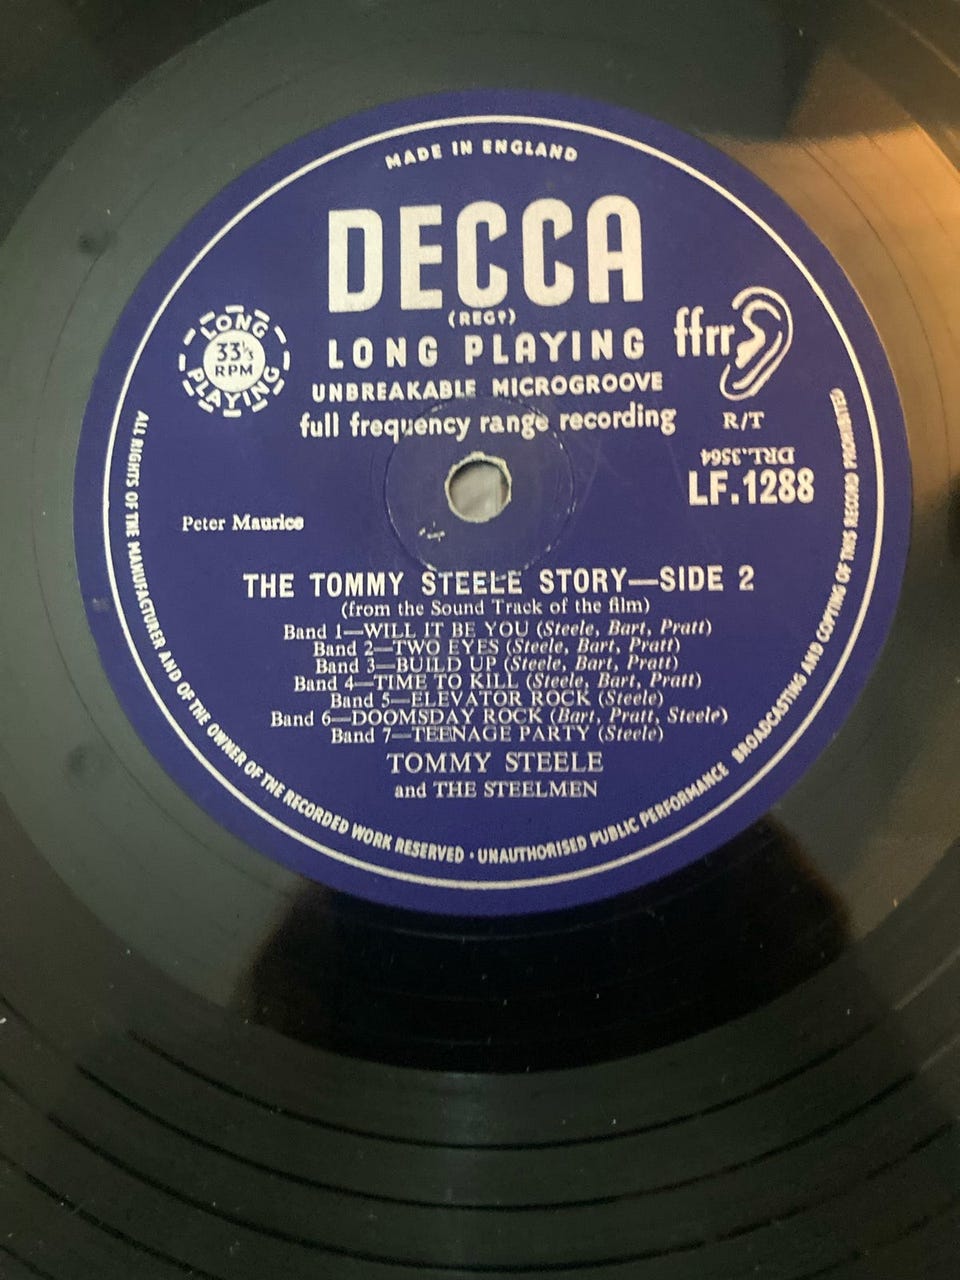 MADE IN ENGLAND
DECCA
(REGD)
LONG PLAYING
UNBREAKABLE MICROGROOVE
full frequency range recording
LONG
33⅓
RPM
PLAYING
ffrr
R/T
DRL.3564
LF.1288
Peter Maurice
THE TOMMY STEELE STORY—SIDE 2
(from the Sound Track of the film)
Band 1—WILL IT BE YOU (Steele, Bart, Pratt)
Band 2—TWO EYES (Steele, Bart, Pratt)
Band 3—BUILD UP (Steele, Bart, Pratt)
Band 4—TIME TO KILL (Steele, Bart, Pratt)
Band 5—ELEVATOR ROCK (Steele)
Band 6—DOOMSDAY ROCK (Bart, Pratt, Steele)
Band 7—TEENAGE PARTY (Steele)
TOMMY STEELE
and THE STEELMEN
ALL RIGHTS OF THE MANUFACTURER AND OF THE OWNER OF THE RECORDED WORK RESERVED · UNAUTHORISED PUBLIC PERFORMANCE BROADCASTING AND COPYING OF THIS RECORD PROHIBITED